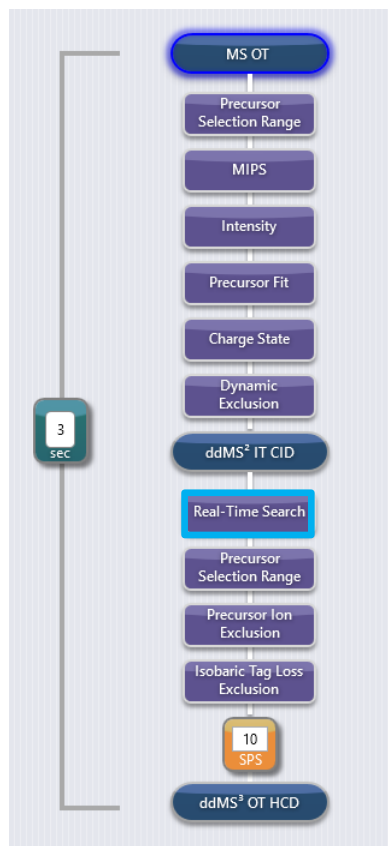 MS OT
Precursor
Selection Range
MIPS
Intensity
Precursor Fit
Charge State
Dynamic
Exclusion
3
sec
ddMS² IT CID
Real-Time Search
Precursor
Selection Range
Precursor Ion
Exclusion
Isobaric Tag Loss
Exclusion
10
SPS
ddMS³ OT HCD